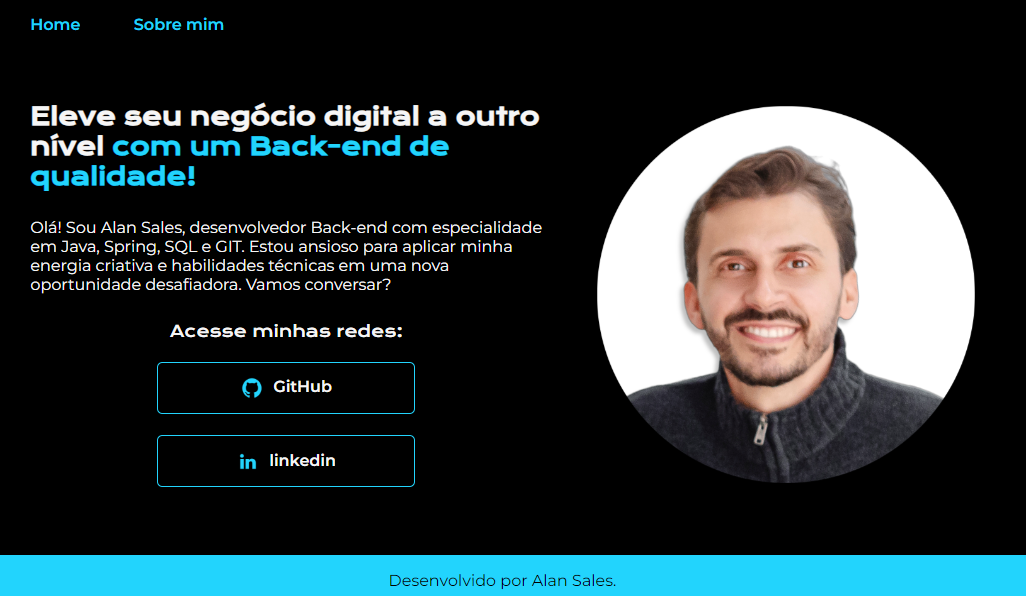 Home
Sobre mim
Eleve seu negócio digital a outro
nível com um Back-end de
qualidade!
Olá! Sou Alan Sales, desenvolvedor Back-end com especialidade
em Java, Spring, SQL e GIT. Estou ansioso para aplicar minha
energia criativa e habilidades técnicas em uma nova
oportunidade desafiadora. Vamos conversar?
Acesse minhas redes:
GitHub
in linkedin
Desenvolvido por Alan Sales.